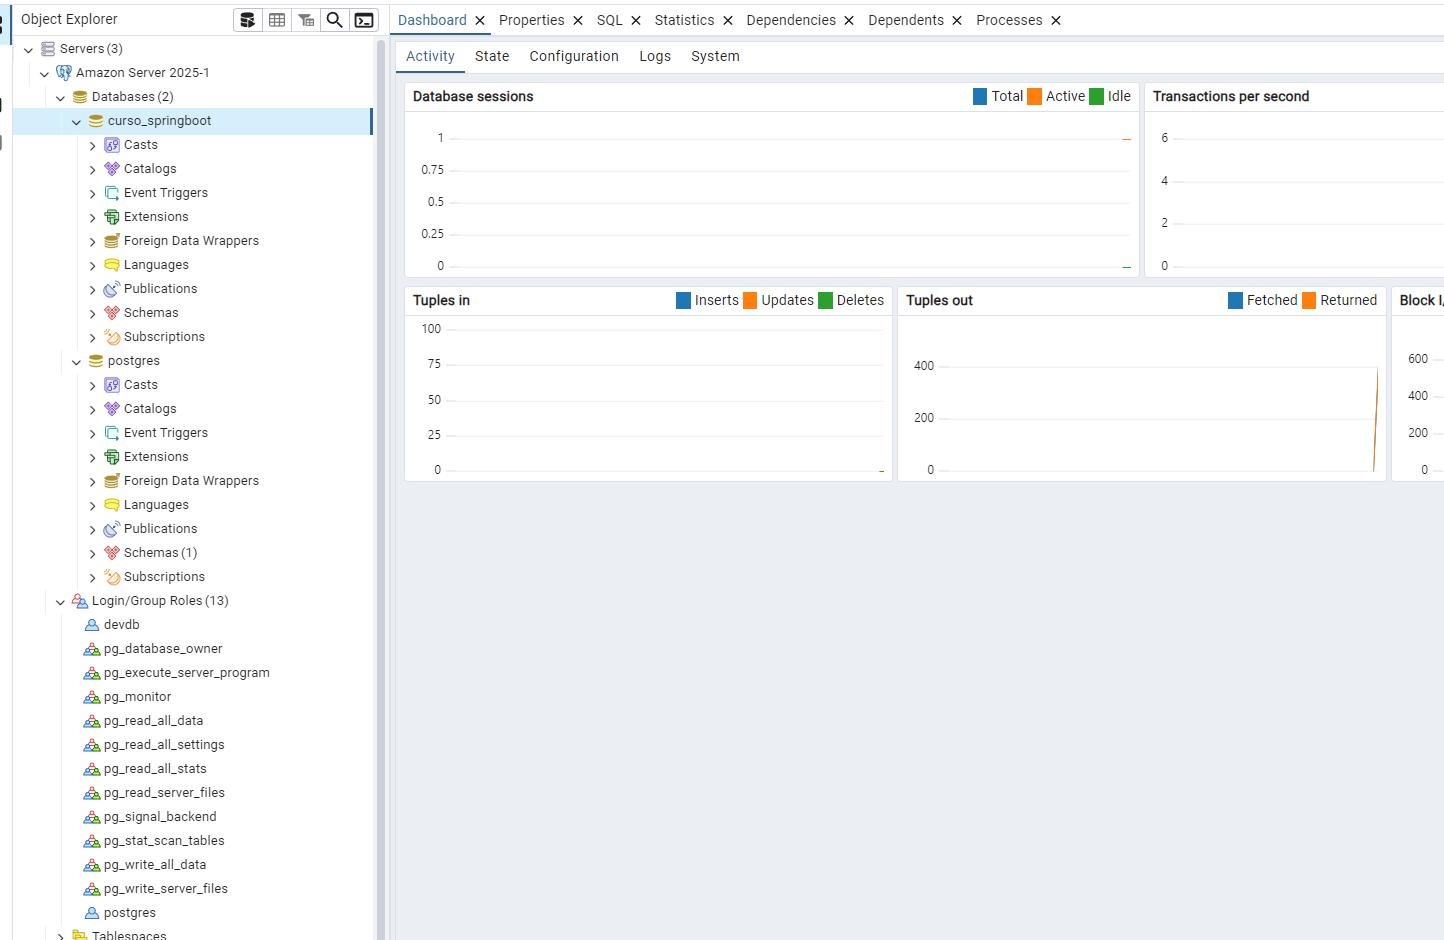 Object Explorer
Servers (3)
Amazon Server 2025-1
Databases (2)
curso_springboot
Casts
Catalogs
Event Triggers
Extensions
Foreign Data Wrappers
Languages
Publications
Schemas
Subscriptions
postgres
Casts
Catalogs
Event Triggers
Extensions
Foreign Data Wrappers
Languages
Publications
Schemas (1)
Subscriptions
Login/Group Roles (13)
devdb
pg_database_owner
pg_execute_server_program
pg_monitor
pg_read_all_data
pg_read_all_settings
pg_read_all_stats
pg_read_server_files
pg_signal_backend
pg_stat_scan_tables
pg_write_all_data
pg_write_server_files
postgres
Tablespaces
Dashboard Properties SQL Statistics Dependencies Dependents Processes
Activity State Configuration Logs System
Database sessions Total Active Idle
1
0.75
0.5
0.25
0
Transactions per second
6
4
2
0
Tuples in Inserts Updates Deletes
100
75
50
25
0
Tuples out Fetched Returned
400
200
0
Block I/
600
400
200
0